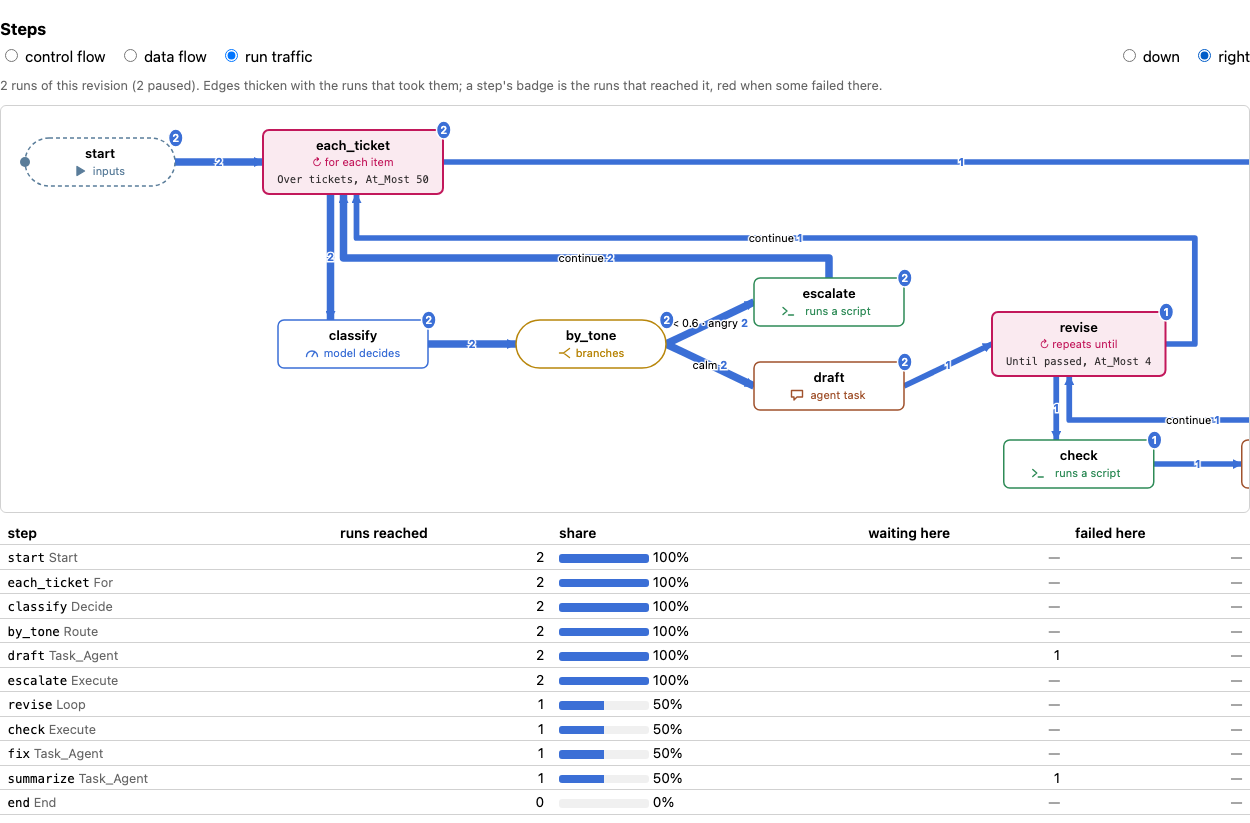 Steps
control flow data flow run traffic down right
2 runs of this revision (2 paused). Edges thicken with the runs that took them; a step's badge is the runs that reached it, red when some failed there.
start
inputs
2
2
each_ticket
for each item
Over tickets, At_Most 50
2
1
continue 1
2
continue 2
escalate
runs a script
2
classify
model decides
2
2
by_tone
branches
2
< 0.6 · angry 2
calm 2
draft
agent task
2
1
revise
repeats until
Until passed, At_Most 4
1
1
continue 1
check
runs a script
1
1
step runs reached share waiting here failed here
start Start 2 100% — —
each_ticket For 2 100% — —
classify Decide 2 100% — —
by_tone Route 2 100% — —
draft Task_Agent 2 100% 1 —
escalate Execute 2 100% — —
revise Loop 1 50% — —
check Execute 1 50% — —
fix Task_Agent 1 50% — —
summarize Task_Agent 1 50% 1 —
end End 0 0% — —